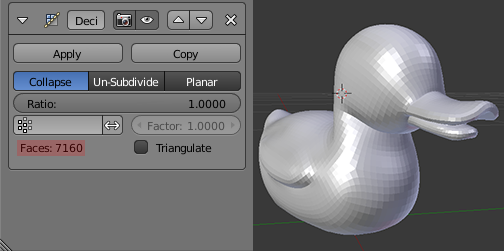 Deci
Apply Copy
Collapse Un-Subdivide Planar
Ratio: 1.0000
Factor: 1.0000
Faces: 7160 Triangulate